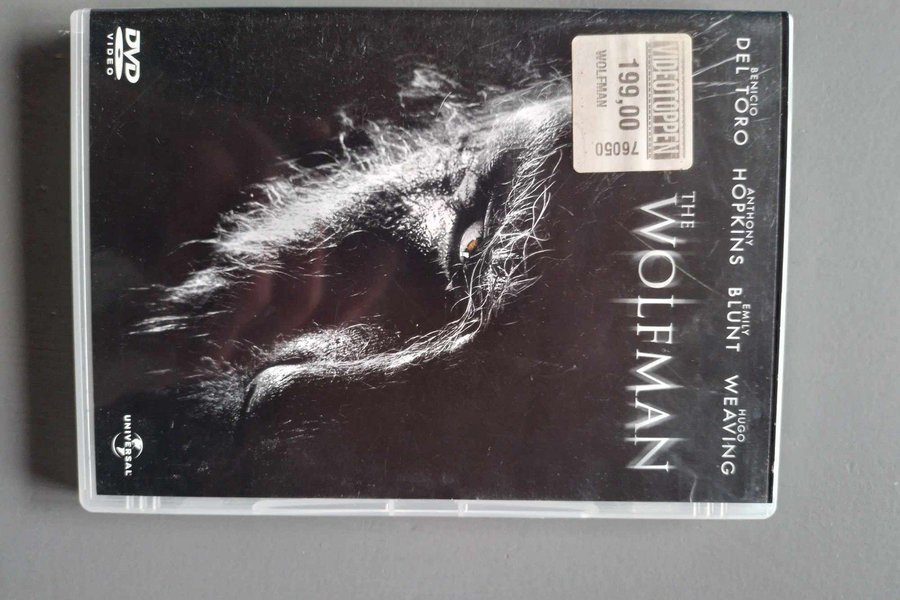 BENICIO
DEL TORO
ANTHONY
HOPKINS
EMILY
BLUNT
HUGO
WEAVING
VIDEOTOPPEN
199,00
76050
WOLFMAN
THE
WOLFMAN
DVD
VIDEO
UNIVERSAL